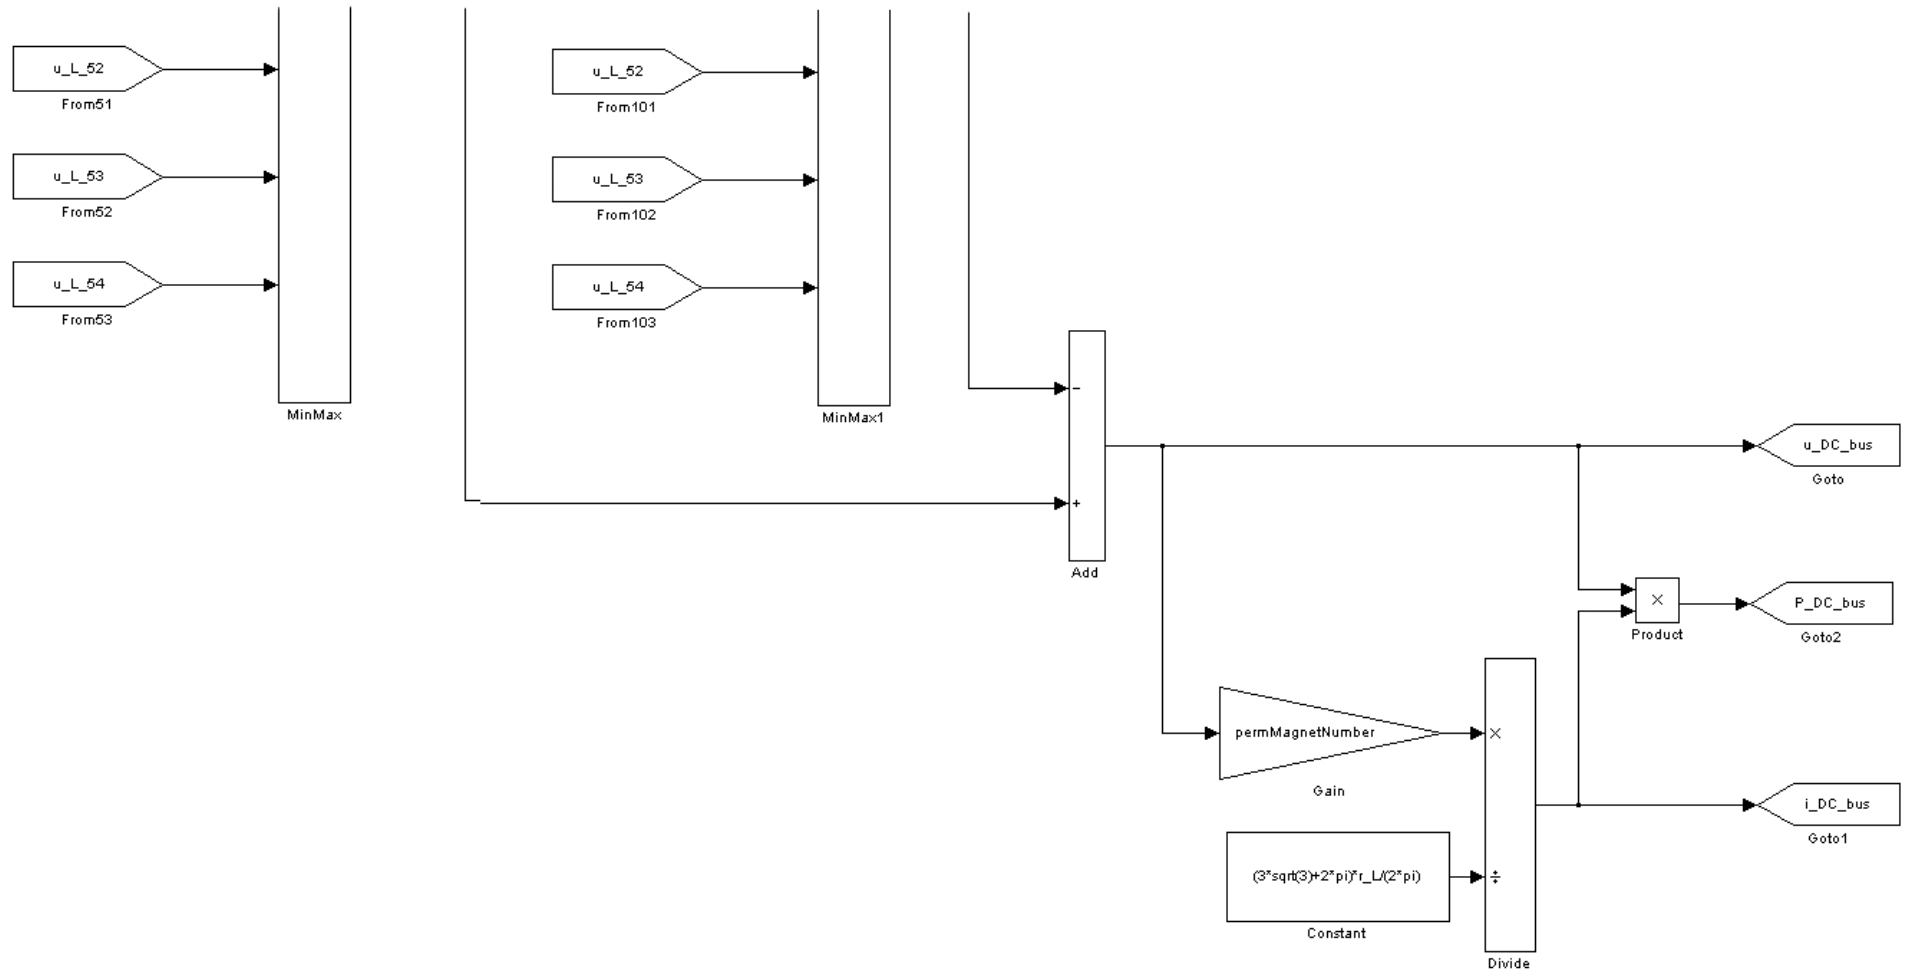 u_L_52
From51
u_L_53
From52
u_L_54
From53
MinMax
u_L_52
From101
u_L_53
From102
u_L_54
From103
MinMax1
−
+
Add
u_DC_bus
Goto
×
Product
P_DC_bus
Goto2
permMagnetNumber
Gain
(3*sqrt(3)+2*pi)*r_L/(2*pi)
Constant
×
÷
Divide
i_DC_bus
Goto1